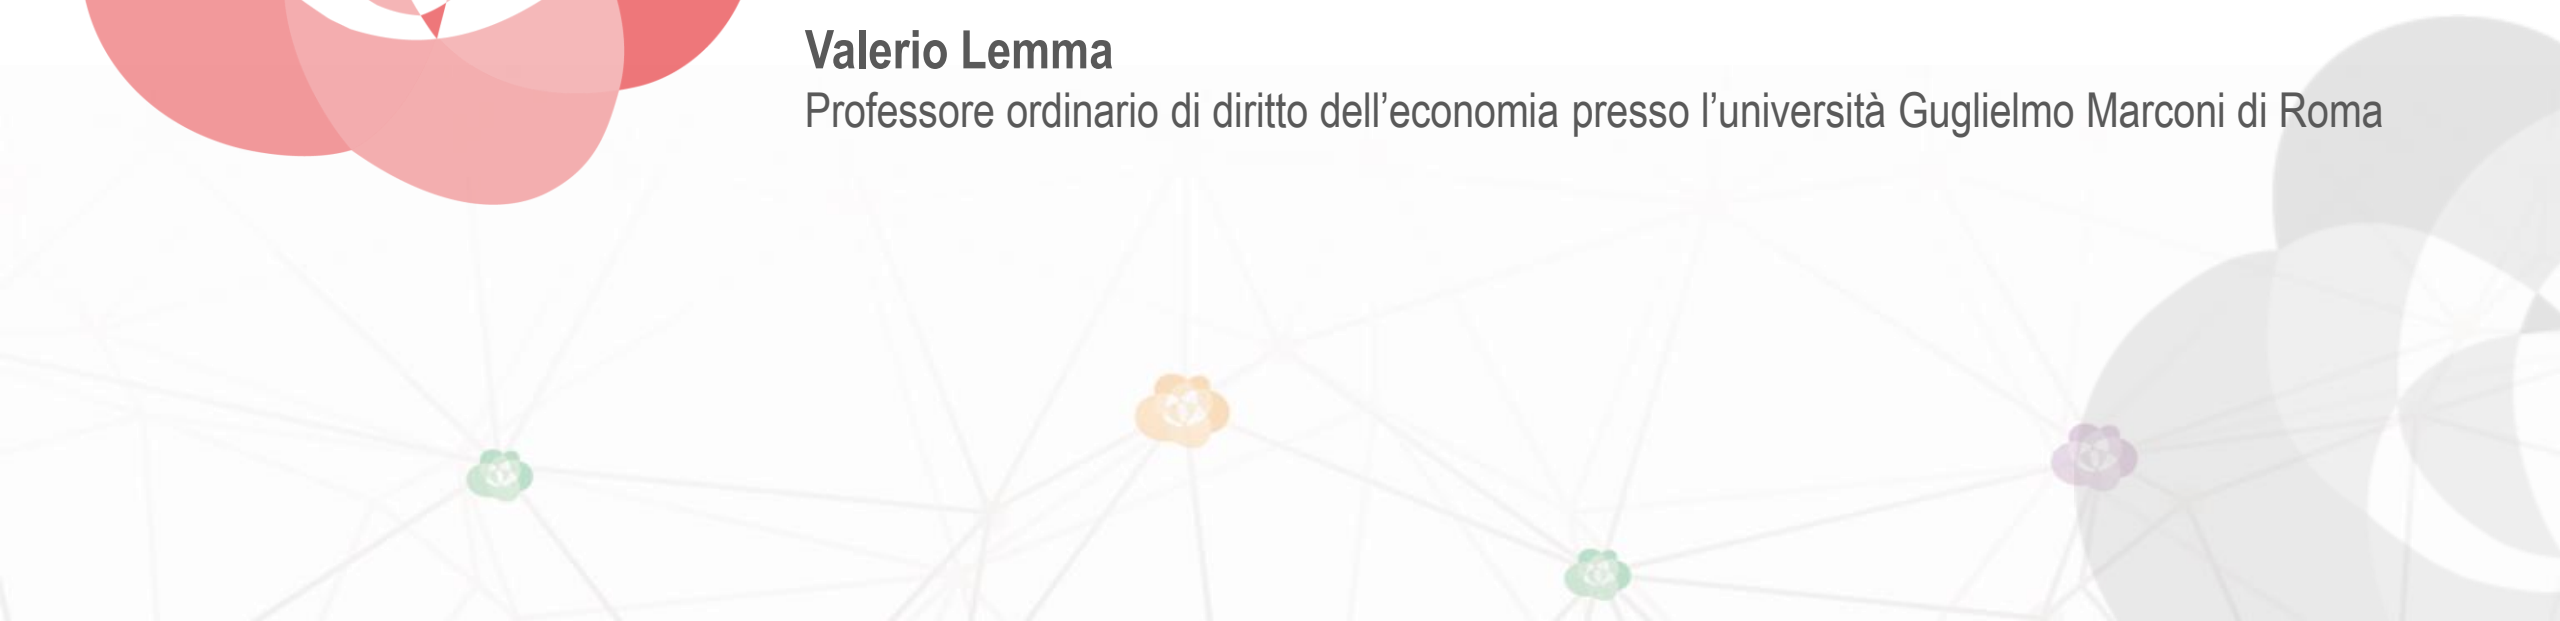 Valerio Lemma
Professore ordinario di diritto dell’economia presso l’università Guglielmo Marconi di Roma